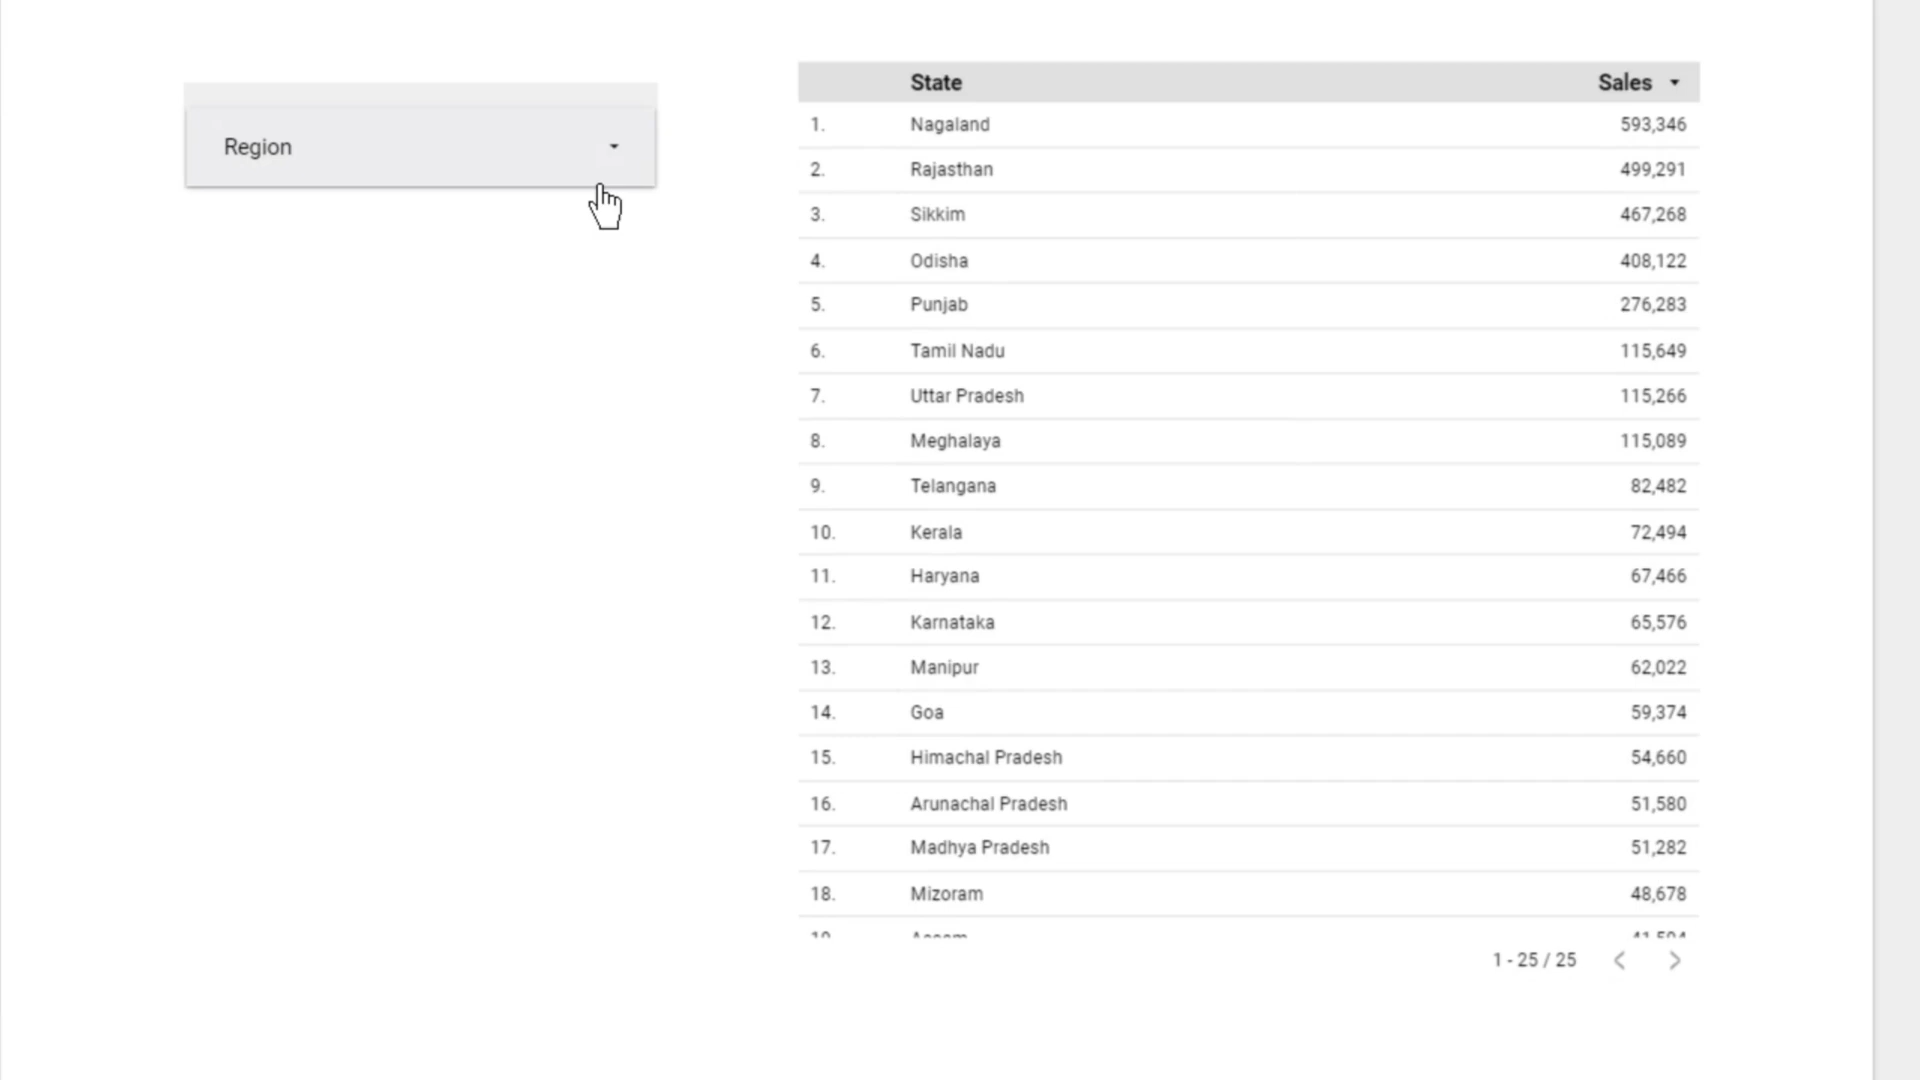 Region
State Sales
1. Nagaland 593,346
2. Rajasthan 499,291
3. Sikkim 467,268
4. Odisha 408,122
5. Punjab 276,283
6. Tamil Nadu 115,649
7. Uttar Pradesh 115,266
8. Meghalaya 115,089
9. Telangana 82,482
10. Kerala 72,494
11. Haryana 67,466
12. Karnataka 65,576
13. Manipur 62,022
14. Goa 59,374
15. Himachal Pradesh 54,660
16. Arunachal Pradesh 51,580
17. Madhya Pradesh 51,282
18. Mizoram 48,678
1 - 25 / 25